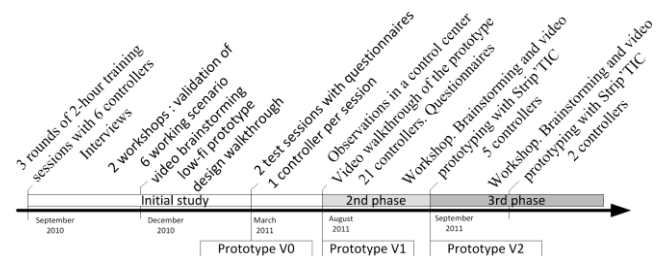 3 rounds of 2-hour training
sessions with 6 controllers
Interviews
2 workshops : validation of
6 working scenario
video brainstorming
low-fi prototype
design walkthrough
2 test sessions with questionnaires
1 controller per session
Observations in a control center
Video walkthrough of the prototype
21 controllers. Questionnaires
Workshop. Brainstorming and video
prototyping with Strip'TIC
5 controllers
Workshop. Brainstorming and video
prototyping with Strip'TIC
2 controllers
Initial study
2nd phase
3rd phase
September
2010
December
2010
March
2011
August
2011
September
2011
Prototype V0
Prototype V1
Prototype V2